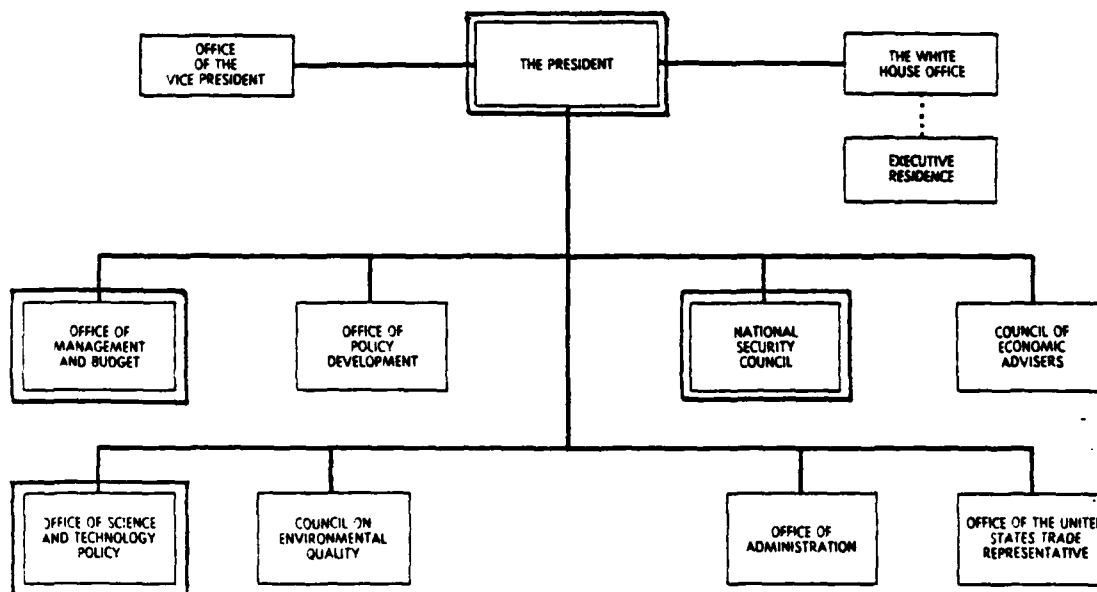 OFFICE
OF THE
VICE PRESIDENT
THE PRESIDENT
THE WHITE
HOUSE OFFICE
EXECUTIVE
RESIDENCE
OFFICE OF
MANAGEMENT
AND BUDGET
OFFICE OF
POLICY
DEVELOPMENT
NATIONAL
SECURITY
COUNCIL
COUNCIL OF
ECONOMIC
ADVISERS
OFFICE OF SCIENCE
AND TECHNOLOGY
POLICY
COUNCIL ON
ENVIRONMENTAL
QUALITY
OFFICE OF
ADMINISTRATION
OFFICE OF THE UNITE
STATES TRADE
REPRESENTATIVE